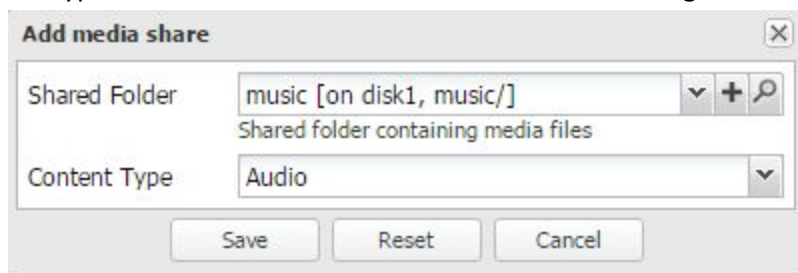 Add media share
Shared Folder music [on disk1, music/]
Shared folder containing media files
Content Type Audio
Save Reset Cancel